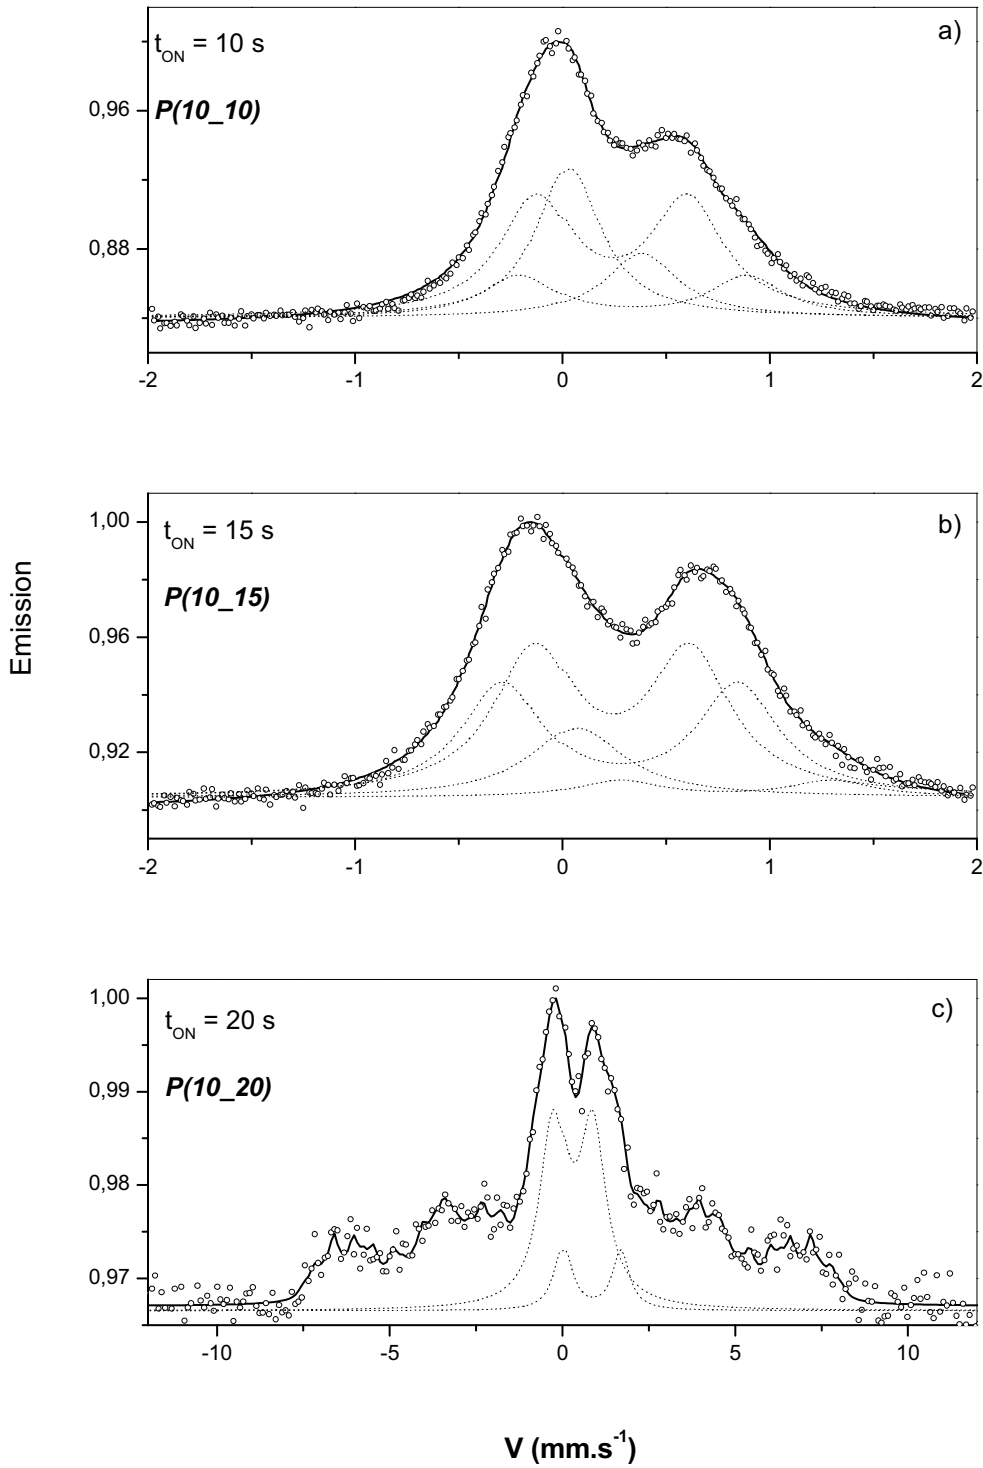 a)
t_ON = 10 s
P(10_10)
0,96
0,88
-2 -1 0 1 2
b)
1,00
t_ON = 15 s
P(10_15)
0,96
0,92
-2 -1 0 1 2
Emission
c)
1,00
t_ON = 20 s
P(10_20)
0,99
0,98
0,97
-10 -5 0 5 10
V (mm.s⁻¹)